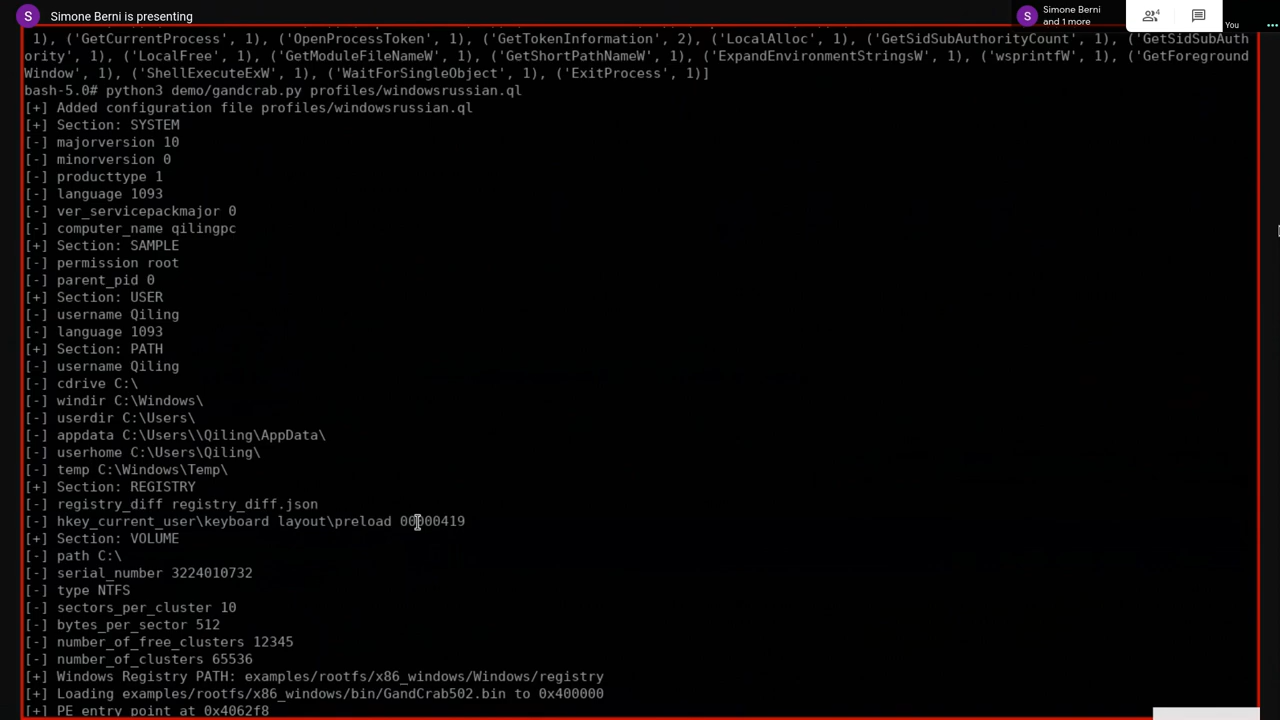 S Simone Berni is presenting
S Simone Berni
and 1 more
4
You
1), ('GetCurrentProcess', 1), ('OpenProcessToken', 1), ('GetTokenInformation', 2), ('LocalAlloc', 1), ('GetSidSubAuthorityCount', 1), ('GetSidSubAuth
ority', 1), ('LocalFree', 1), ('GetModuleFileNameW', 1), ('GetShortPathNameW', 1), ('ExpandEnvironmentStringsW', 1), ('wsprintfW', 1), ('GetForeground
Window', 1), ('ShellExecuteExW', 1), ('WaitForSingleObject', 1), ('ExitProcess', 1)]
bash-5.0# python3 demo/gandcrab.py profiles/windowsrussian.ql
[+] Added configuration file profiles/windowsrussian.ql
[+] Section: SYSTEM
[-] majorversion 10
[-] minorversion 0
[-] producttype 1
[-] language 1093
[-] ver_servicepackmajor 0
[-] computer_name qilingpc
[+] Section: SAMPLE
[-] permission root
[-] parent_pid 0
[+] Section: USER
[-] username Qiling
[-] language 1093
[+] Section: PATH
[-] username Qiling
[-] cdrive C:\
[-] windir C:\Windows\
[-] userdir C:\Users\
[-] appdata C:\Users\\Qiling\AppData\
[-] userhome C:\Users\Qiling\
[-] temp C:\Windows\Temp\
[+] Section: REGISTRY
[-] registry_diff registry_diff.json
[-] hkey_current_user\keyboard layout\preload 00000419
[+] Section: VOLUME
[-] path C:\
[-] serial_number 3224010732
[-] type NTFS
[-] sectors_per_cluster 10
[-] bytes_per_sector 512
[-] number_of_free_clusters 12345
[-] number_of_clusters 65536
[+] Windows Registry PATH: examples/rootfs/x86_windows/Windows/registry
[+] Loading examples/rootfs/x86_windows/bin/GandCrab502.bin to 0x400000
[+] PE entry point at 0x4062f8